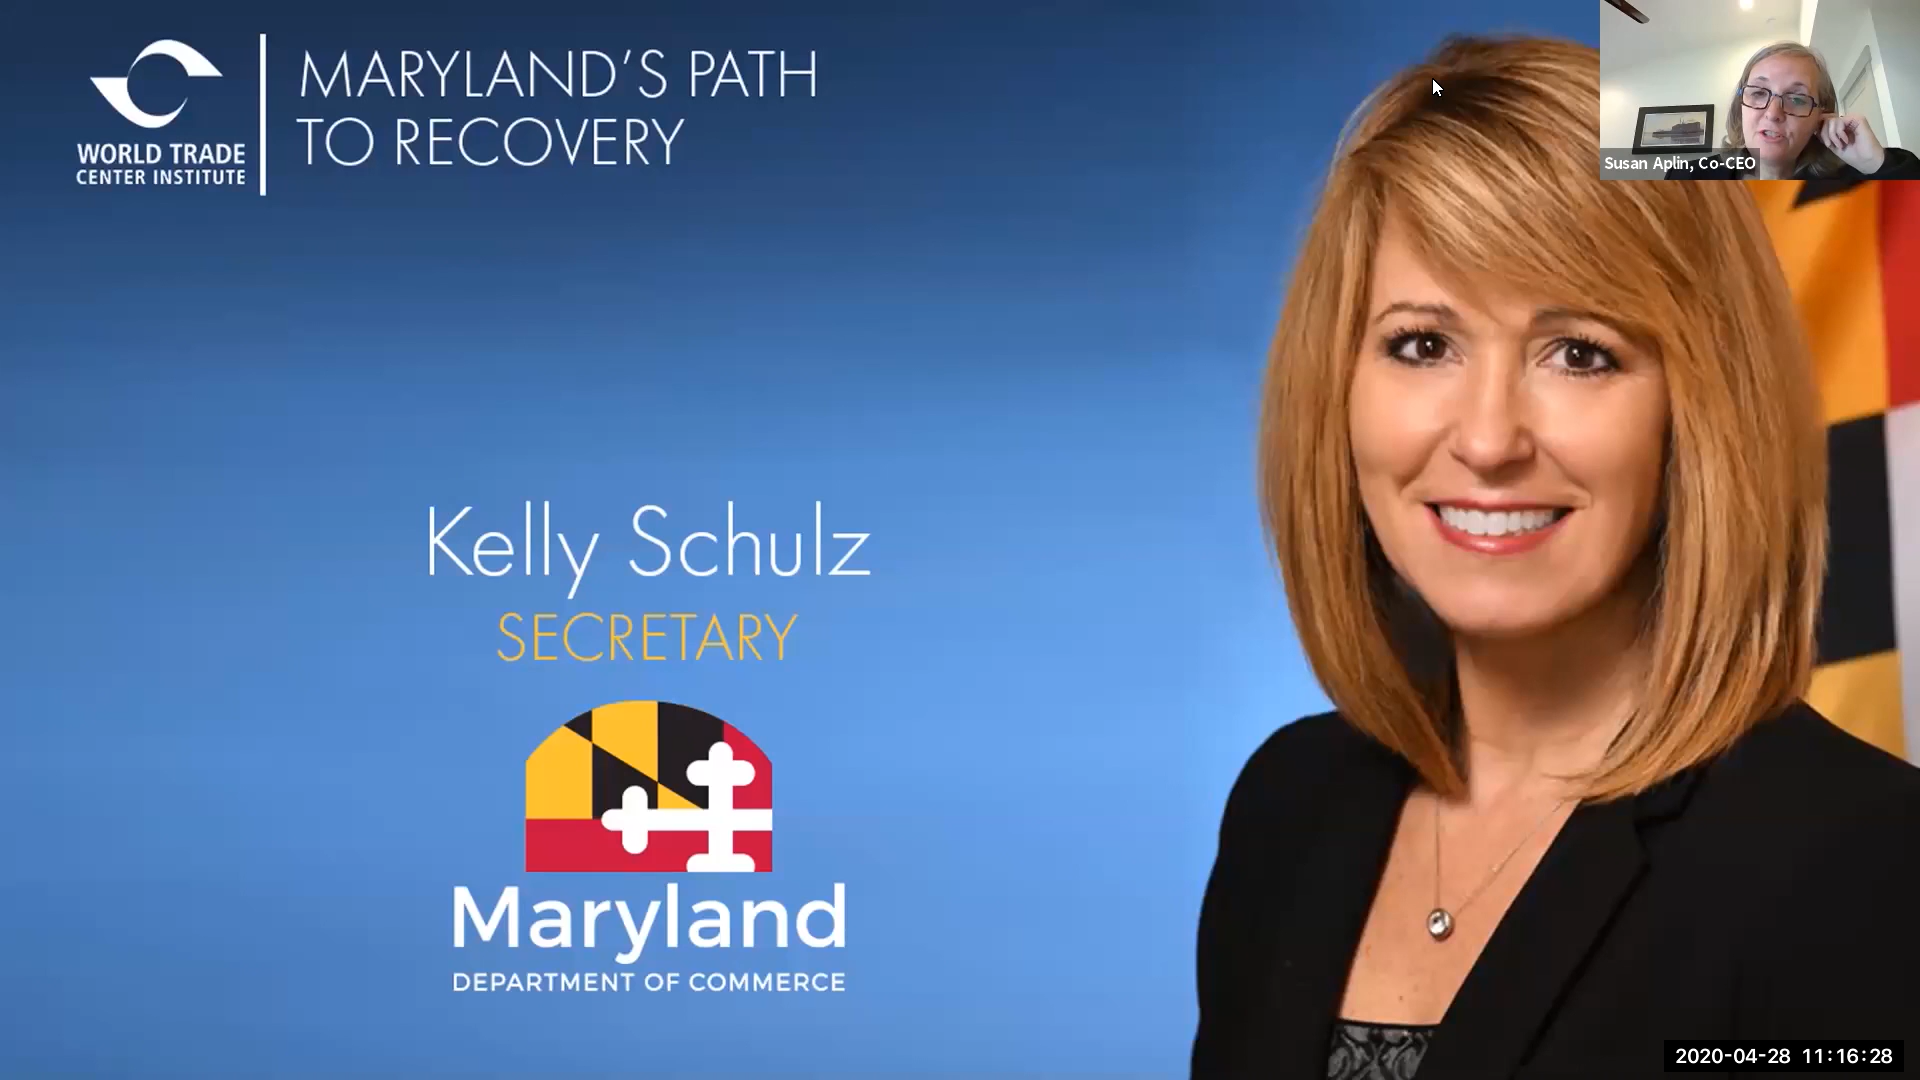 WORLD TRADE
CENTER INSTITUTE
MARYLAND'S PATH
TO RECOVERY
Susan Aplin, Co-CEO
Kelly Schulz
SECRETARY
Maryland
DEPARTMENT OF COMMERCE
2020-04-28 11:16:28